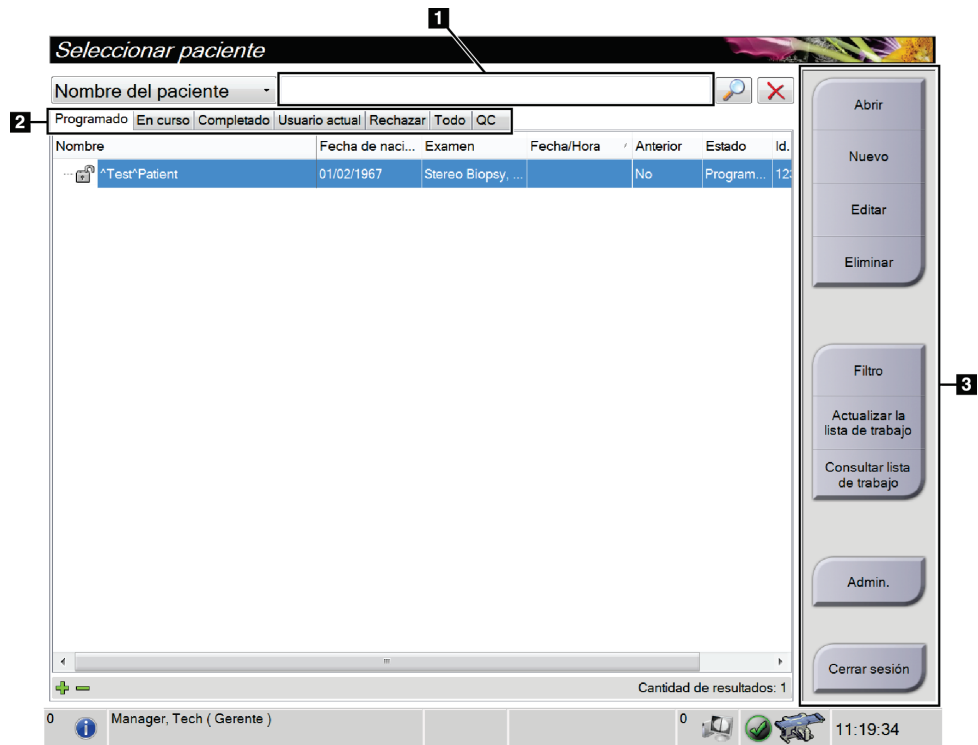 1
Seleccionar paciente
Nombre del paciente
2
Programado En curso Completado Usuario actual Rechazar Todo QC
Nombre Fecha de naci... Examen Fecha/Hora Anterior Estado Id.
^Test^Patient 01/02/1967 Stereo Biopsy, ... No Program... 123
Abrir
Nuevo
Editar
Eliminar
Filtro
3
Actualizar la
lista de trabajo
Consultar lista
de trabajo
Admin.
Cerrar sesión
Cantidad de resultados: 1
0 Manager, Tech ( Gerente ) 0 11:19:34